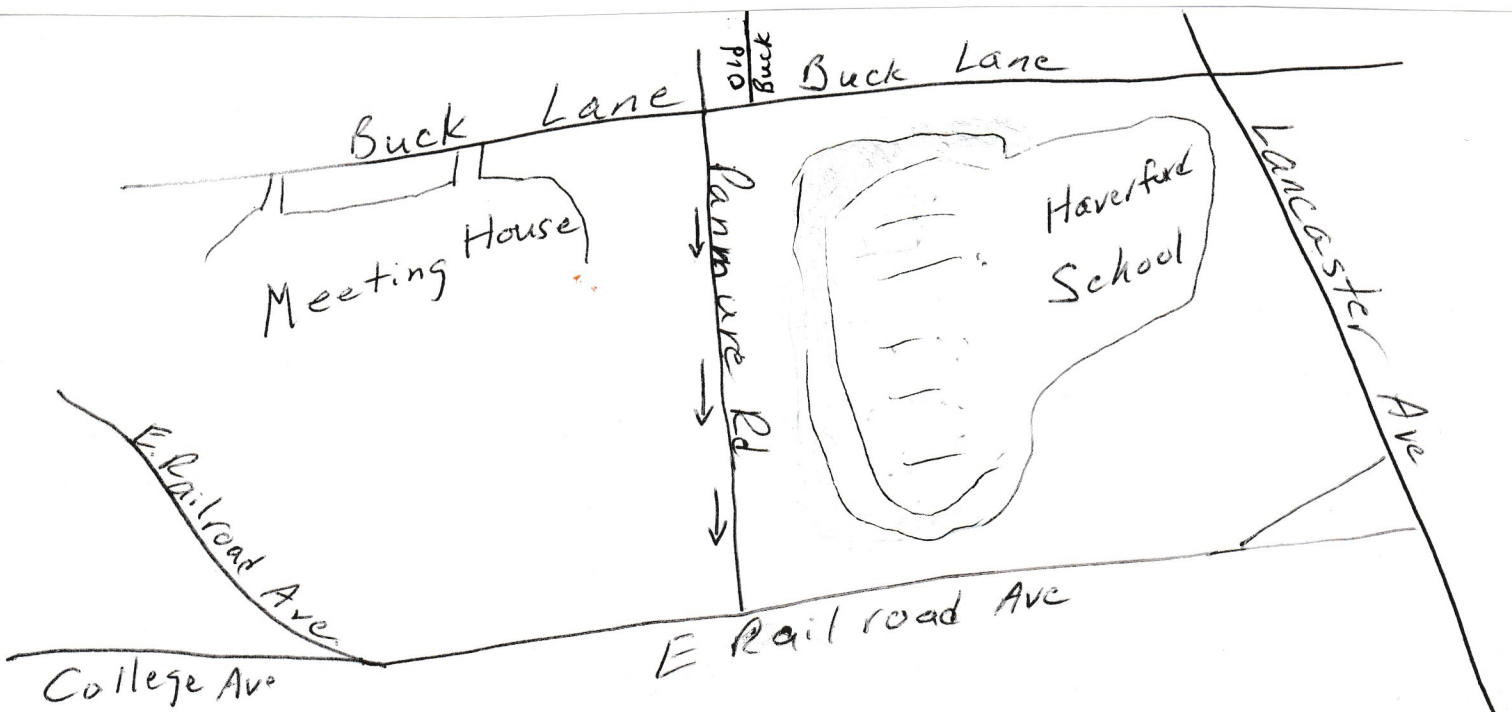 Old
Buck
Buck Lane
Buck Lane
Panmure Rd
Haverford
School
Lancaster Ave
Meeting House
E. Railroad Ave
E Railroad Ave
College Ave